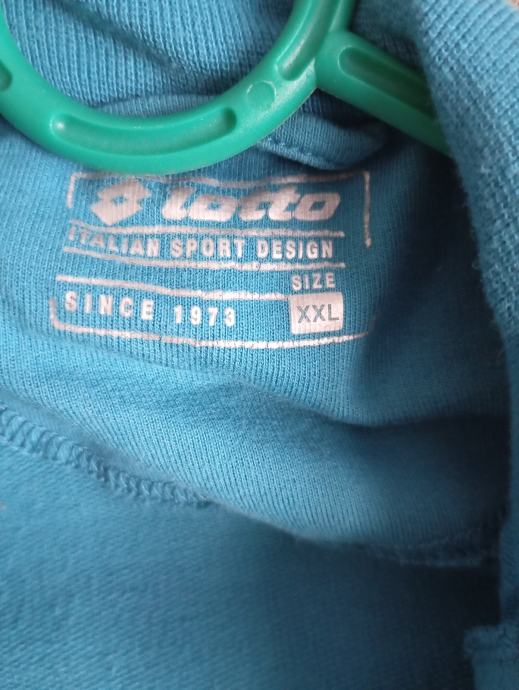 lotto
ITALIAN SPORT DESIGN
SIZE
SINCE 1973 XXL